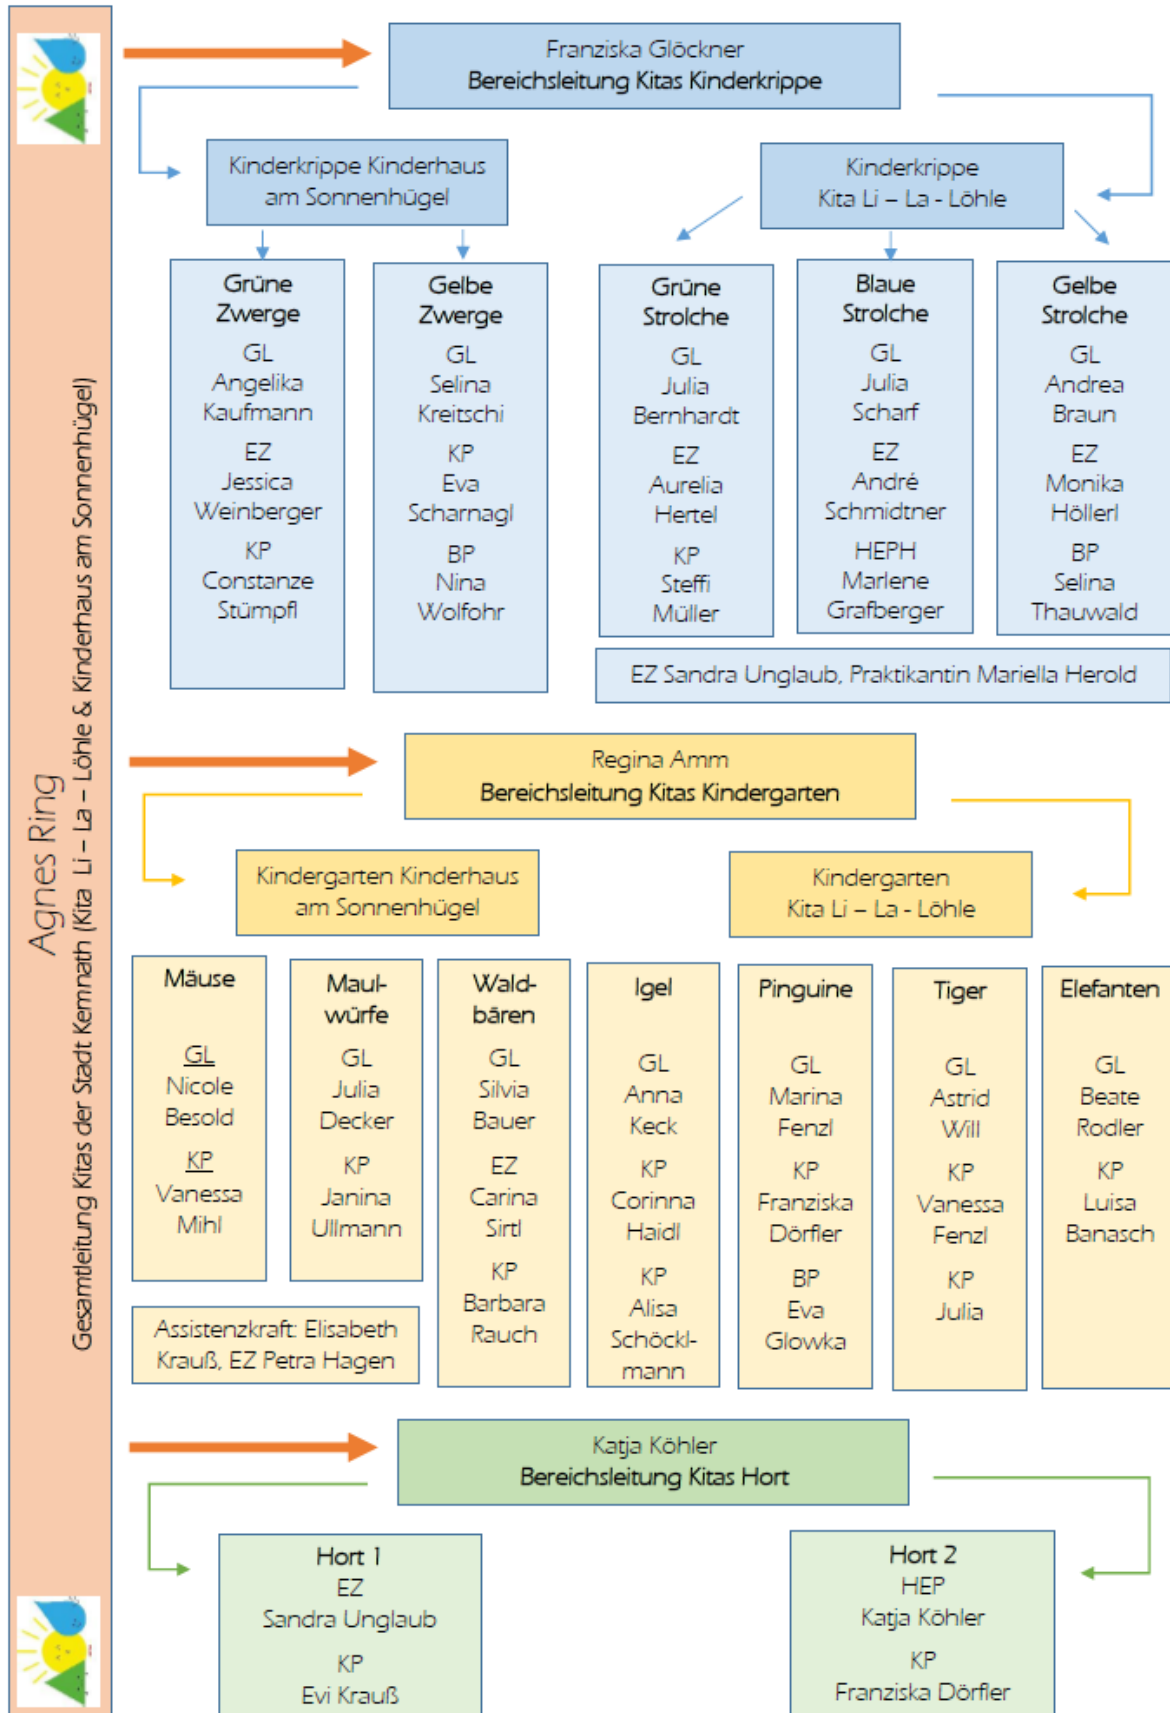 Agnes Ring
Gesamtleitung Kitas der Stadt Kemnath (Kita Li – La – Löhle & Kinderhaus am Sonnenhügel)
Franziska Glöckner
Bereichsleitung Kitas Kinderkrippe
Kinderkrippe Kinderhaus
am Sonnenhügel
Kinderkrippe
Kita Li – La - Löhle
Grüne
Zwerge
GL
Angelika
Kaufmann
EZ
Jessica
Weinberger
KP
Constanze
Stümpfl
Gelbe
Zwerge
GL
Selina
Kreitschi
KP
Eva
Scharnagl
BP
Nina
Wolfohr
Grüne
Strolche
GL
Julia
Bernhardt
EZ
Aurelia
Hertel
KP
Steffi
Müller
Blaue
Strolche
GL
Julia
Scharf
EZ
André
Schmidtner
HEPH
Marlene
Grafberger
Gelbe
Strolche
GL
Andrea
Braun
EZ
Monika
Höllerl
BP
Selina
Thauwald
EZ Sandra Unglaub, Praktikantin Mariella Herold
Regina Amm
Bereichsleitung Kitas Kindergarten
Kindergarten Kinderhaus
am Sonnenhügel
Kindergarten
Kita Li – La - Löhle
Mäuse
GL
Nicole
Besold
KP
Vanessa
Mihl
Maul-
würfe
GL
Julia
Decker
KP
Janina
Ullmann
Wald-
bären
GL
Silvia
Bauer
EZ
Carina
Sirtl
KP
Barbara
Rauch
Igel
GL
Anna
Keck
KP
Corinna
Haidl
KP
Alisa
Schöckl-
mann
Pinguine
GL
Marina
Fenzl
KP
Franziska
Dörfler
BP
Eva
Glowka
Tiger
GL
Astrid
Will
KP
Vanessa
Fenzl
KP
Julia
Elefanten
GL
Beate
Rodler
KP
Luisa
Banasch
Assistenzkraft: Elisabeth
Krauß, EZ Petra Hagen
Katja Köhler
Bereichsleitung Kitas Hort
Hort 1
EZ
Sandra Unglaub
KP
Evi Krauß
Hort 2
HEP
Katja Köhler
KP
Franziska Dörfler